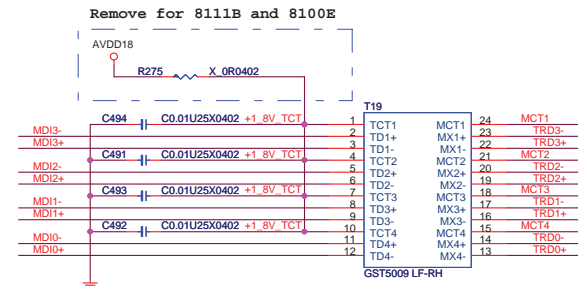 Remove for 8111B and 8100E
AVDD18
R275 X_0R0402
T19
C494 C0.01U25X0402 +1_8V_TCT 1 TCT1 MCT1 24 MCT1
MDI3- 2 TD1+ MX1+ 23 TRD3-
MDI3+ 3 TD1- MX1- 22 TRD3+
C491 C0.01U25X0402 +1_8V_TCT 4 TCT2 MCT2 21 MCT2
MDI2- 5 TD2+ MX2+ 20 TRD2-
MDI2+ 6 TD2- MX2- 19 TRD2+
C493 C0.01U25X0402 +1_8V_TCT 7 TCT3 MCT3 18 MCT3
MDI1- 8 TD3+ MX3+ 17 TRD1-
MDI1+ 9 TD3- MX3- 16 TRD1+
C492 C0.01U25X0402 +1_8V_TCT 10 TCT4 MCT4 15 MCT4
MDI0- 11 TD4+ MX4+ 14 TRD0-
MDI0+ 12 TD4- MX4- 13 TRD0+
GST5009 LF-RH